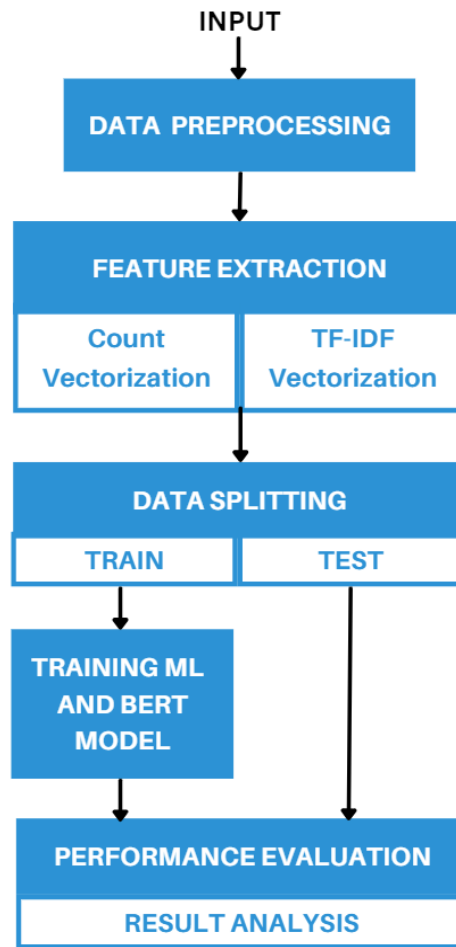 INPUT
DATA PREPROCESSING
FEATURE EXTRACTION
Count
Vectorization
TF-IDF
Vectorization
DATA SPLITTING
TRAIN
TEST
TRAINING ML
AND BERT
MODEL
PERFORMANCE EVALUATION
RESULT ANALYSIS